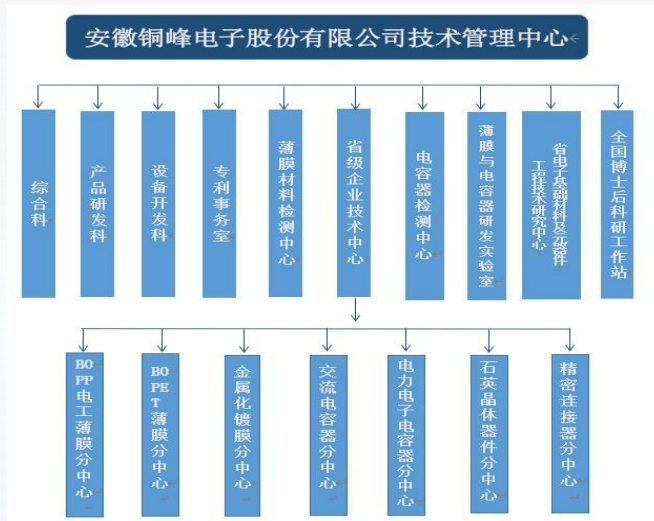 安徽铜峰电子股份有限公司技术管理中心
综合科
产品研发科
设备开发科
专利事务室
薄膜材料检测中心
省级企业技术中心
电容器检测中心
薄膜与电容器研发实验室
省电子基础材料及元器件
工程技术研究中心
全国博士后科研工作站
BOPP电工薄膜分中心
BOPET薄膜分中心
金属化镀膜分中心
交流电容器分中心
电力电子电容器分中心
石英晶体器件分中心
精密连接器分中心